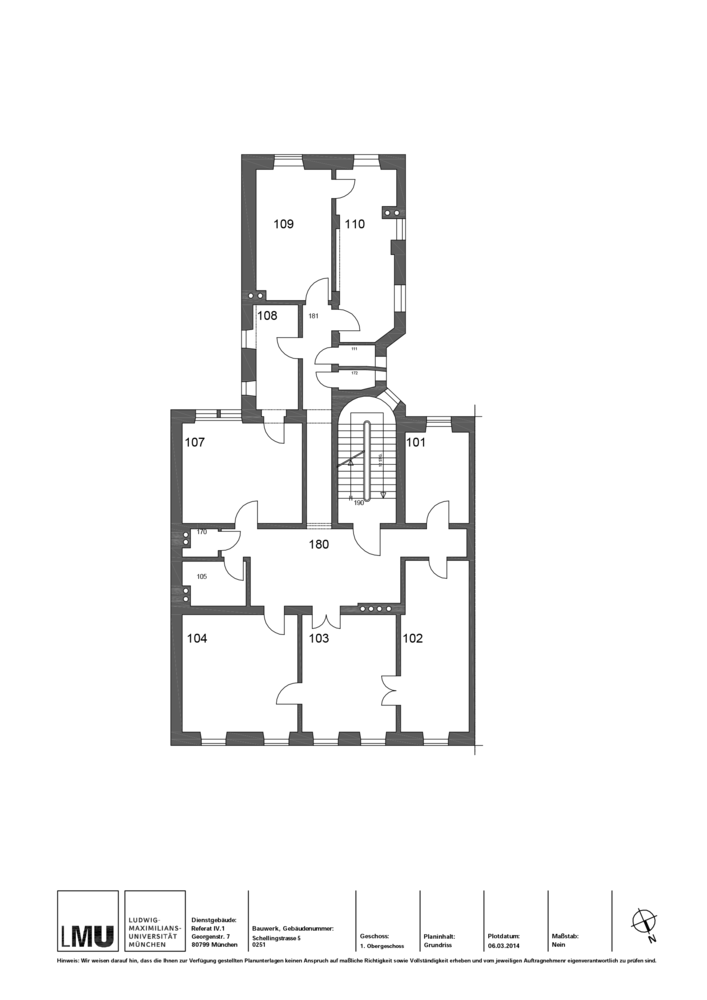 109
110
108
181
111
112
107
101
190
170
180
105
104
103
102
LMU
LUDWIG-
MAXIMILIANS-
UNIVERSITÄT
MÜNCHEN
Dienstgebäude:
Referat IV.1
Georgenstr. 7
80799 München
Bauwerk, Gebäudenummer:
Schellingstrasse 5
0251
Geschoss:
1. Obergeschoss
Planinhalt:
Grundriss
Plotdatum:
06.03.2014
Maßstab:
Nein
N
Hinweis: Wir weisen darauf hin, dass die Ihnen zur Verfügung gestellten Planunterlagen keinen Anspruch auf maßliche Richtigkeit sowie Vollständigkeit erheben und vom jeweiligen Auftragnehmenr eigenverantwortlich zu prüfen sind.